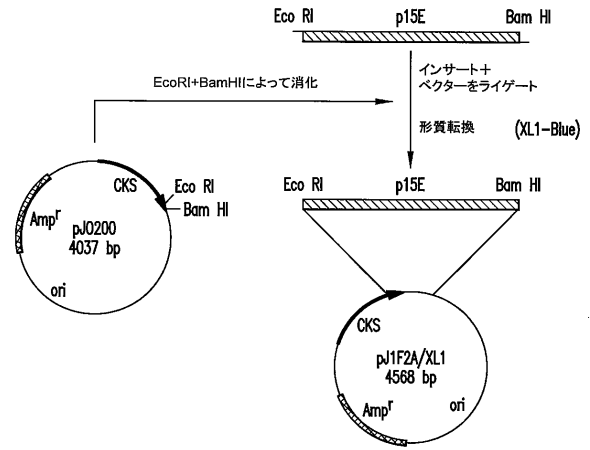 Eco RI p15E Bam HI
EcoRI+BamHIによって消化
インサート＋
ベクターをライゲート
形質転換 (XL1-Blue)
Eco RI p15E Bam HI
CKS
Eco RI
Bam HI
Ampr
pJO200
4037 bp
ori
CKS
pJ1F2A/XL1
4568 bp
Ampr
ori